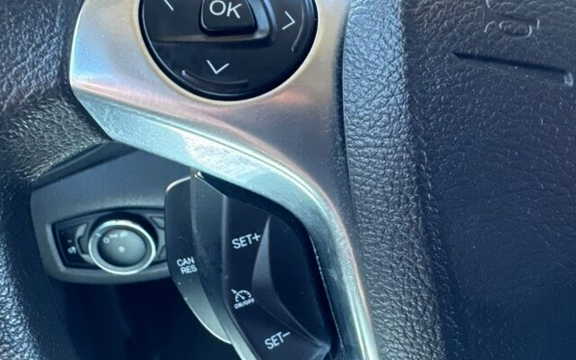 OK
SET+
CAN
RES
ON/OFF
SET-